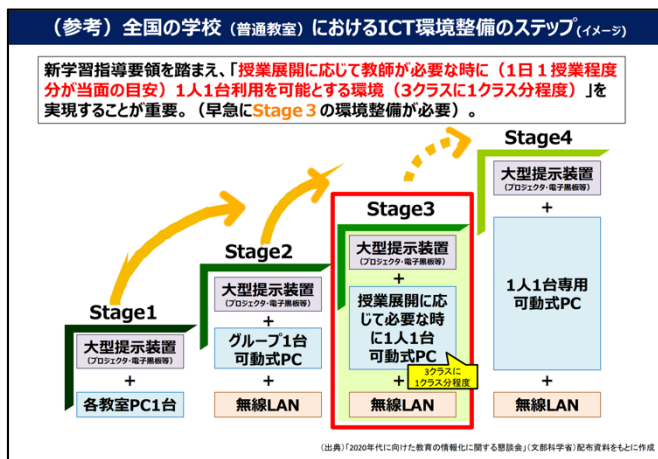 （参考）全国の学校（普通教室）におけるICT環境整備のステップ(イメージ)
新学習指導要領を踏まえ、「授業展開に応じて教師が必要な時に（1日1授業程度
分が当面の目安）1人1台利用を可能とする環境（3クラスに1クラス分程度）」を
実現することが重要。（早急にStage3の環境整備が必要）。
Stage1
大型提示装置
（プロジェクタ・電子黒板等）
+
各教室PC1台
Stage2
大型提示装置
（プロジェクタ・電子黒板等）
+
グループ1台
可動式PC
+
無線LAN
Stage3
大型提示装置
（プロジェクタ・電子黒板等）
+
授業展開に応
じて必要な時
に1人1台
可動式PC
3クラスに
1クラス分程度
+
無線LAN
Stage4
大型提示装置
（プロジェクタ・電子黒板等）
+
1人1台専用
可動式PC
+
無線LAN
（出典）「2020年代に向けた教育の情報化に関する懇談会」（文部科学省）配布資料をもとに作成